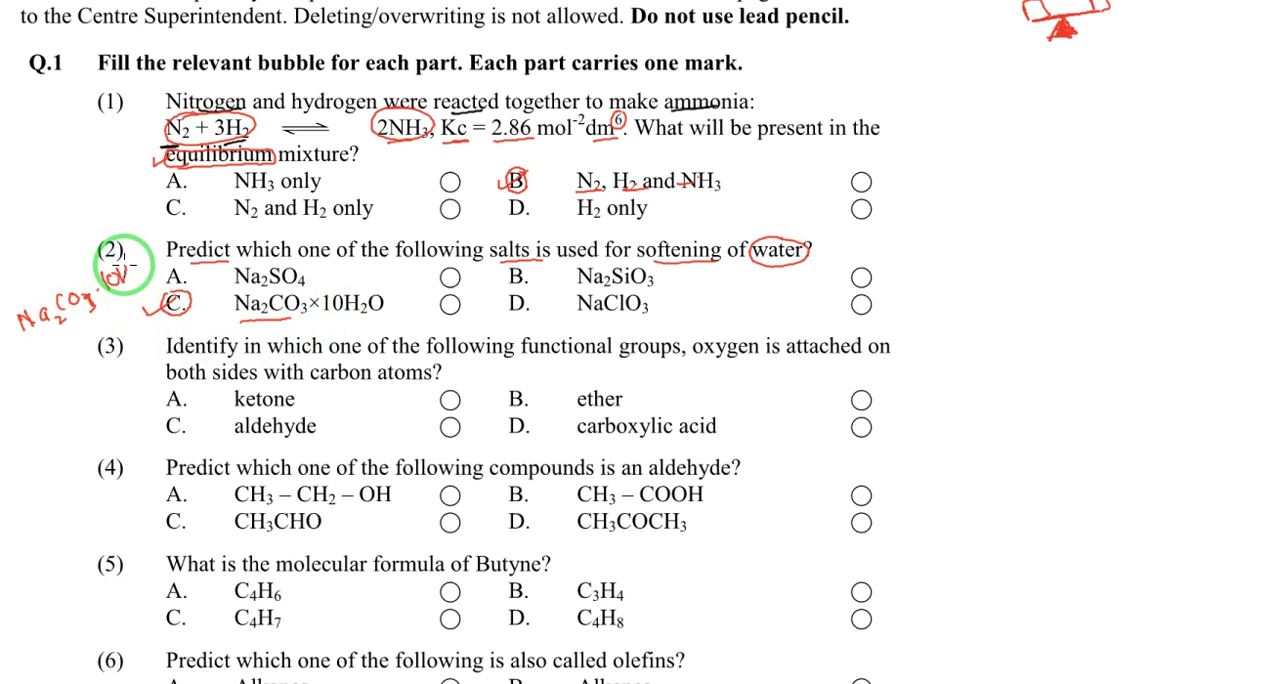 to the Centre Superintendent. Deleting/overwriting is not allowed. Do not use lead pencil.
Q.1 Fill the relevant bubble for each part. Each part carries one mark.
(1) Nitrogen and hydrogen were reacted together to make ammonia:
N₂ + 3H₂ ⇌ 2NH₃, Kc = 2.86 mol⁻²dm⁶. What will be present in the
equilibrium mixture?
A. NH₃ only B. N₂, H₂ and NH₃
C. N₂ and H₂ only D. H₂ only
(2) Predict which one of the following salts is used for softening of water?
A. Na₂SO₄ B. Na₂SiO₃
C. Na₂CO₃×10H₂O D. NaClO₃
Na₂CO₃.
(3) Identify in which one of the following functional groups, oxygen is attached on
both sides with carbon atoms?
A. ketone B. ether
C. aldehyde D. carboxylic acid
(4) Predict which one of the following compounds is an aldehyde?
A. CH₃ – CH₂ – OH B. CH₃ – COOH
C. CH₃CHO D. CH₃COCH₃
(5) What is the molecular formula of Butyne?
A. C₄H₆ B. C₃H₄
C. C₄H₇ D. C₄H₈
(6) Predict which one of the following is also called olefins?